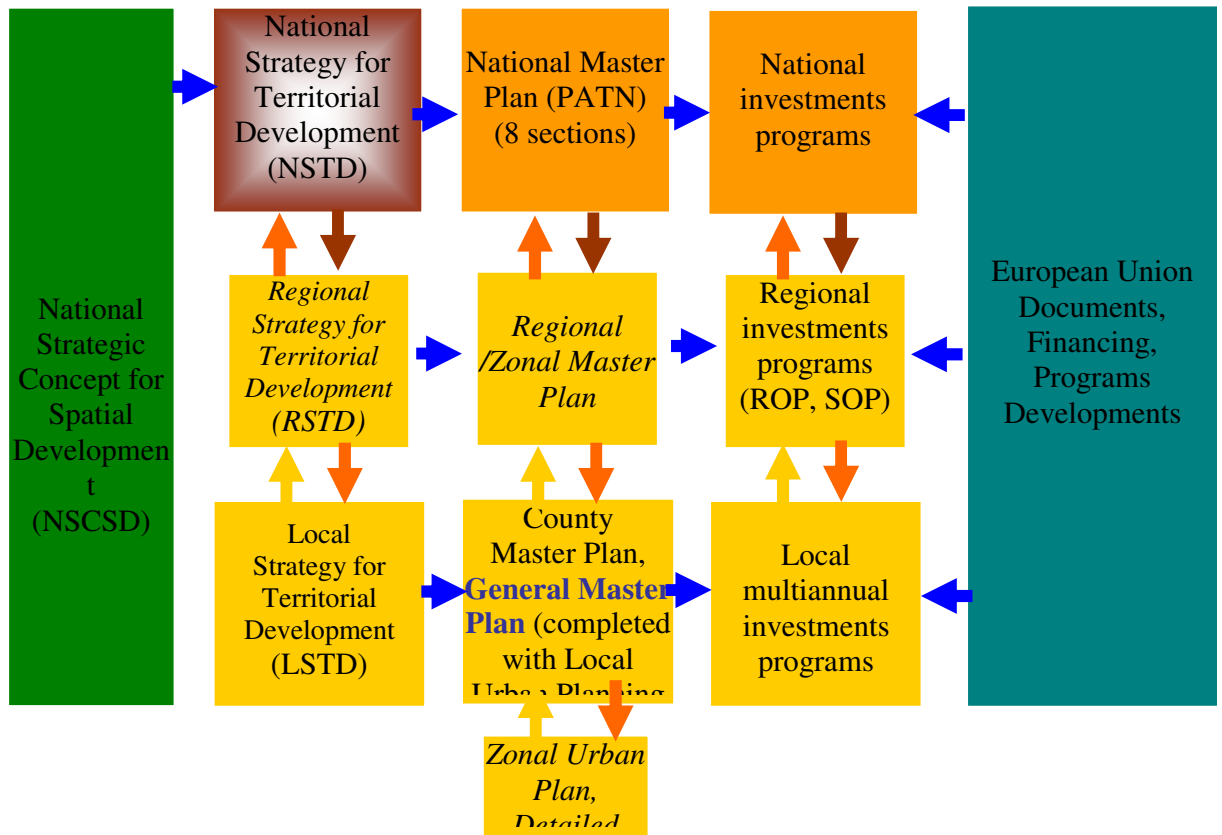 National
Strategic
Concept for
Spatial
Developmen
t
(NSCSD)
National
Strategy for
Territorial
Development
(NSTD)
National Master
Plan (PATN)
(8 sections)
National
investments
programs
Regional
Strategy for
Territorial
Development
(RSTD)
Regional
/Zonal Master
Plan
Regional
investments
programs
(ROP, SOP)
Local
Strategy for
Territorial
Development
(LSTD)
County
Master Plan,
General Master
Plan (completed
with Local
Urban Planning
Local
multiannual
investments
programs
Zonal Urban
Plan,
Detailed
European Union
Documents,
Financing,
Programs
Developments